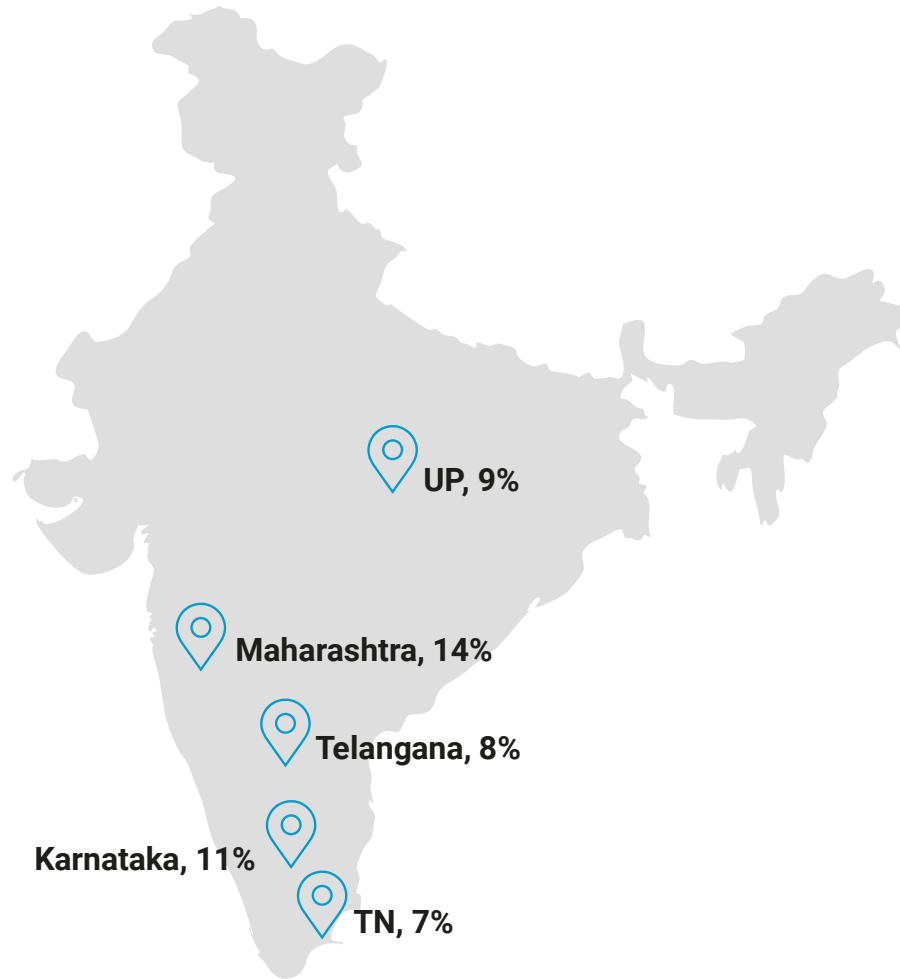 UP, 9%
Maharashtra, 14%
Telangana, 8%
Karnataka, 11%
TN, 7%